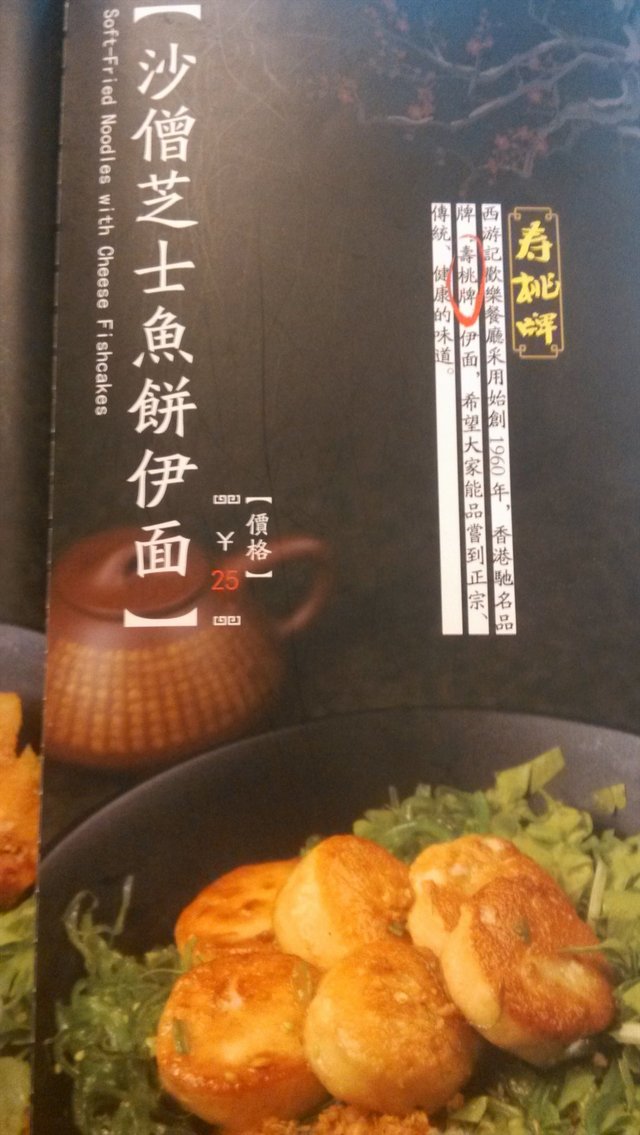 寿桃牌
西游記歡樂餐廳采用始創1960年，香港馳名品
牌“壽桃牌”伊面，希望大家能品嘗到正宗、
傳統、健康的味道。
【價格】
￥25
【沙僧芝士魚餅伊面】
Soft-Fried Noodles with Cheese Fishcakes